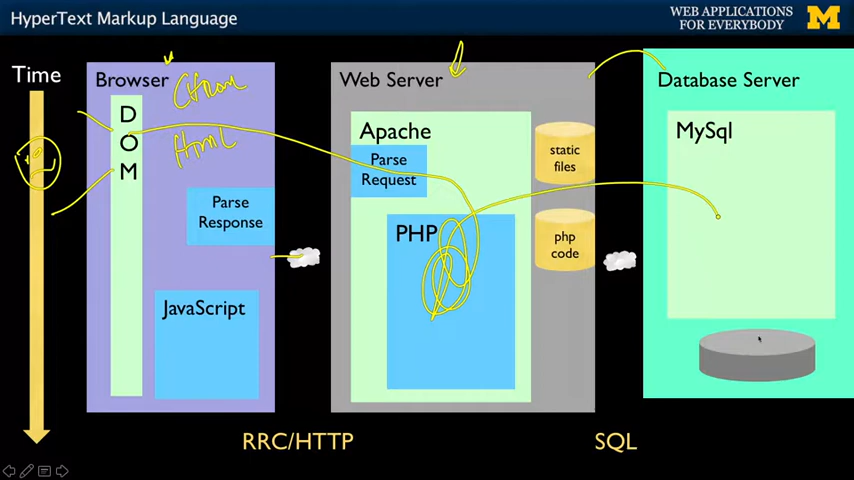 HyperText Markup Language
WEB APPLICATIONS
FOR EVERYBODY
M
Time
Browser
D
O
M
HTML
Parse
Response
JavaScript
Web Server
Apache
Parse
Request
PHP
static
files
php
code
Database Server
MySql
RRC/HTTP
SQL